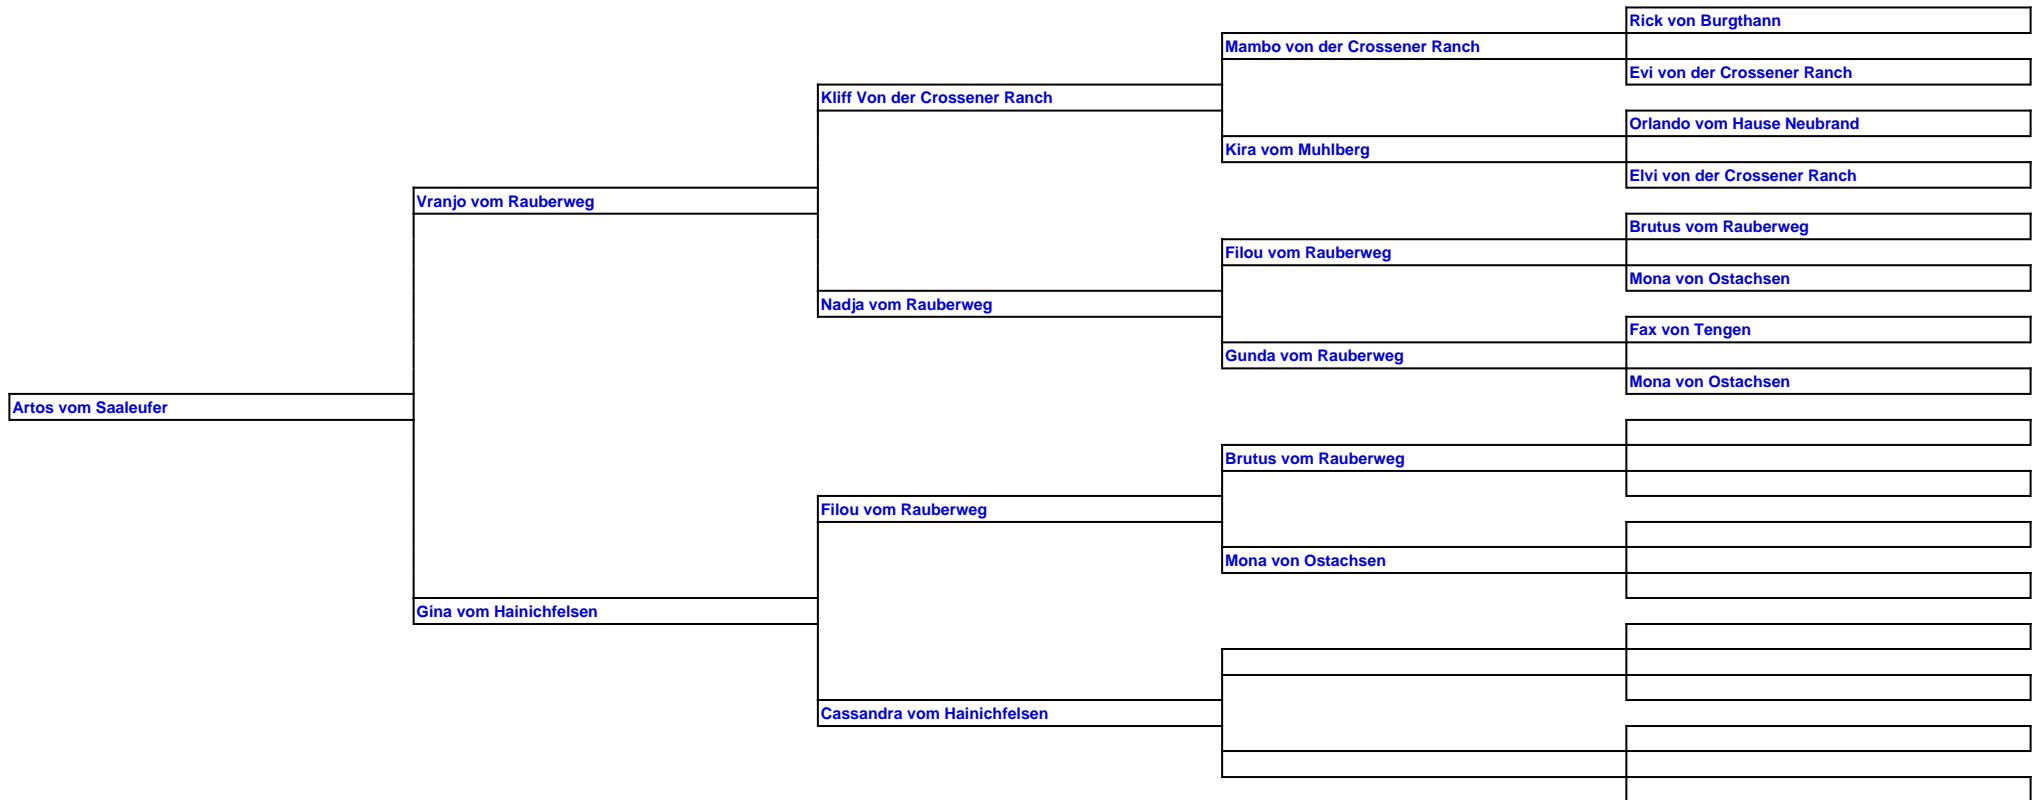 Rick von Burgthann
Mambo von der Crossener Ranch
Evi von der Crossener Ranch
Kliff Von der Crossener Ranch
Orlando vom Hause Neubrand
Kira vom Muhlberg
Elvi von der Crossener Ranch
Vranjo vom Rauberweg
Brutus vom Rauberweg
Filou vom Rauberweg
Mona von Ostachsen
Nadja vom Rauberweg
Fax von Tengen
Gunda vom Rauberweg
Mona von Ostachsen
Artos vom Saaleufer
Brutus vom Rauberweg
Filou vom Rauberweg
Mona von Ostachsen
Gina vom Hainichfelsen
Cassandra vom Hainichfelsen